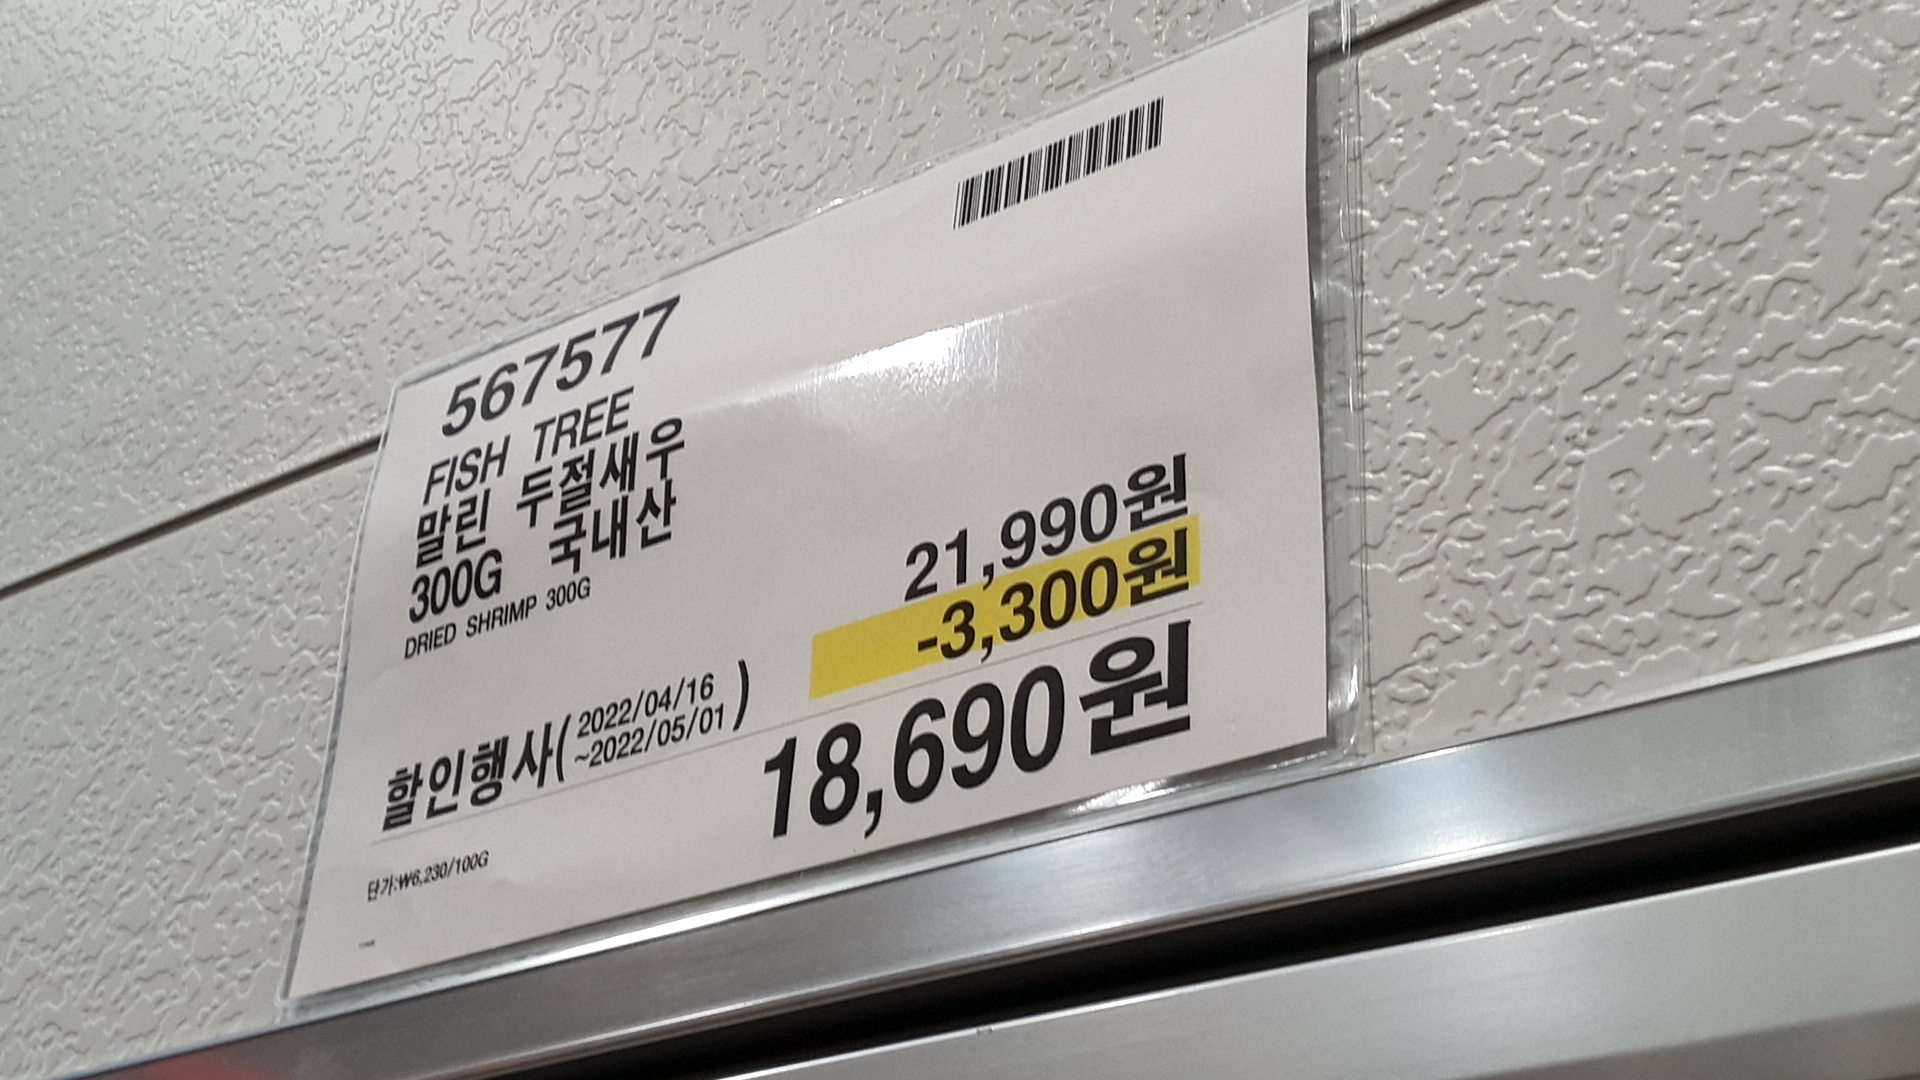 567577
FISH TREE
말린 두절새우
300G 국내산
DRIED SHRIMP 300G
21,990원
-3,300원
할인행사(2022/04/16
~2022/05/01)
18,690원
단가:₩6,230/100G